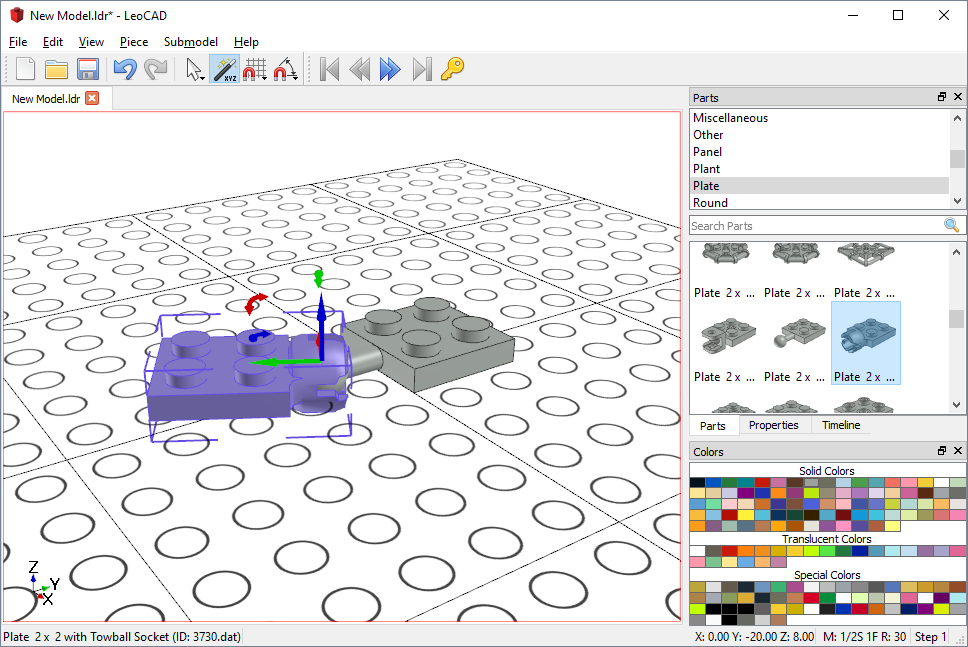 New Model.ldr* - LeoCAD
File Edit View Piece Submodel Help
XYZ
New Model.ldr
Parts
Miscellaneous
Other
Panel
Plant
Plate
Round
Search Parts
Plate 2 x ... Plate 2 x ... Plate 2 x ...
Plate 2 x ... Plate 2 x ... Plate 2 x ...
Parts Properties Timeline
Colors
Solid Colors
Translucent Colors
Special Colors
Z
Y
X
Plate 2 x 2 with Towball Socket (ID: 3730.dat) X: 0.00 Y: -20.00 Z: 8.00 M: 1/2S 1F R: 30 Step 1